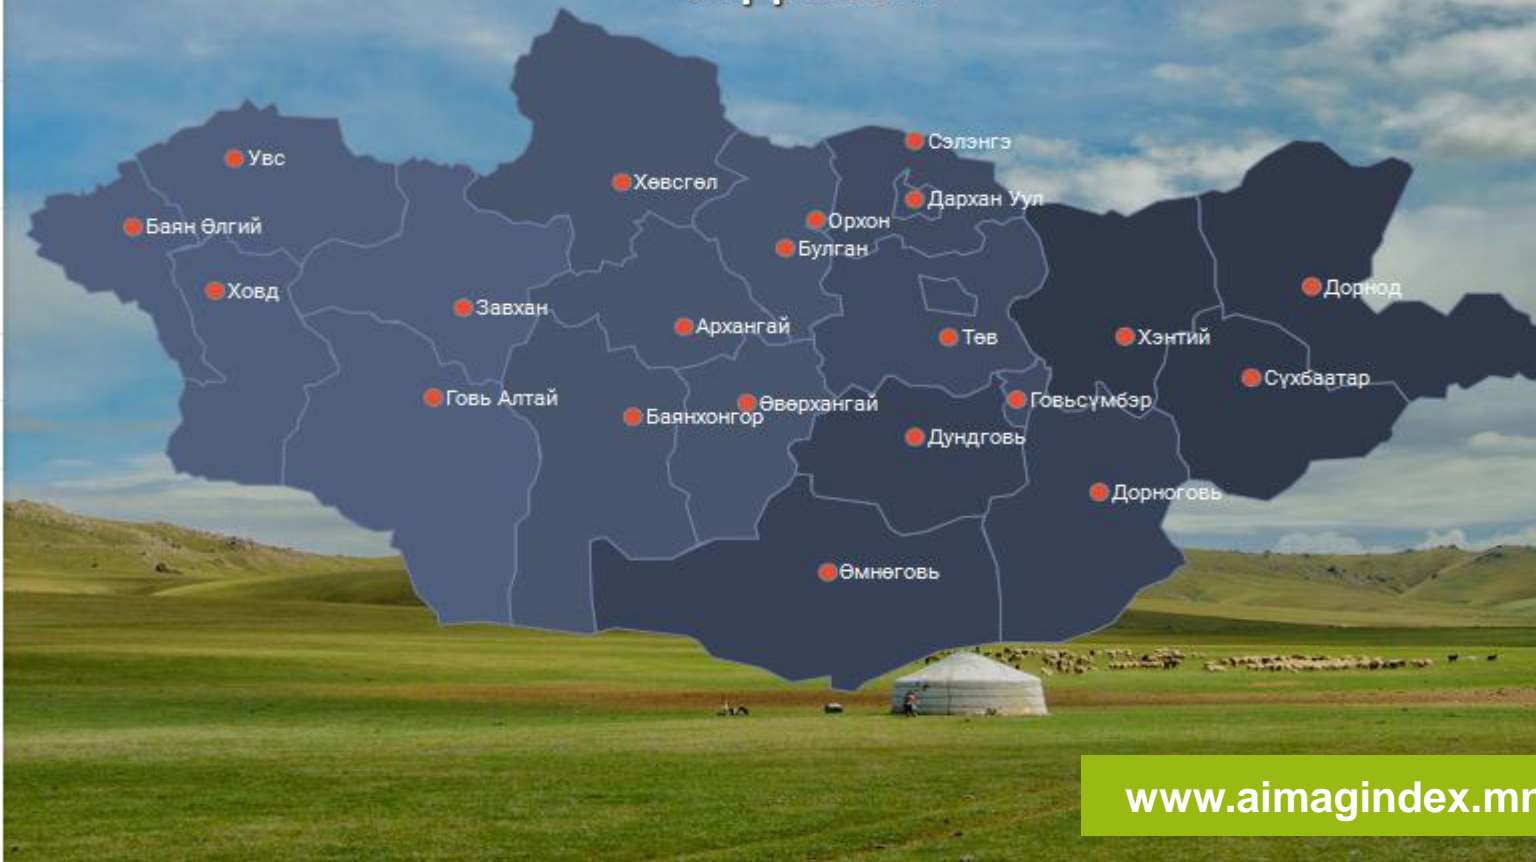 Сэлэнгэ
Увс
Хөвсгөл
Дархан Уул
Орхон
Баян Өлгий
Булган
Дорнод
Ховд
Завхан
Архангай
Төв
Хэнтий
Сүхбаатар
Говь Алтай
Говьсүмбэр
Өвөрхангай
Баянхонгор
Дундговь
Дорноговь
Өмнөговь
www.aimagindex.mn